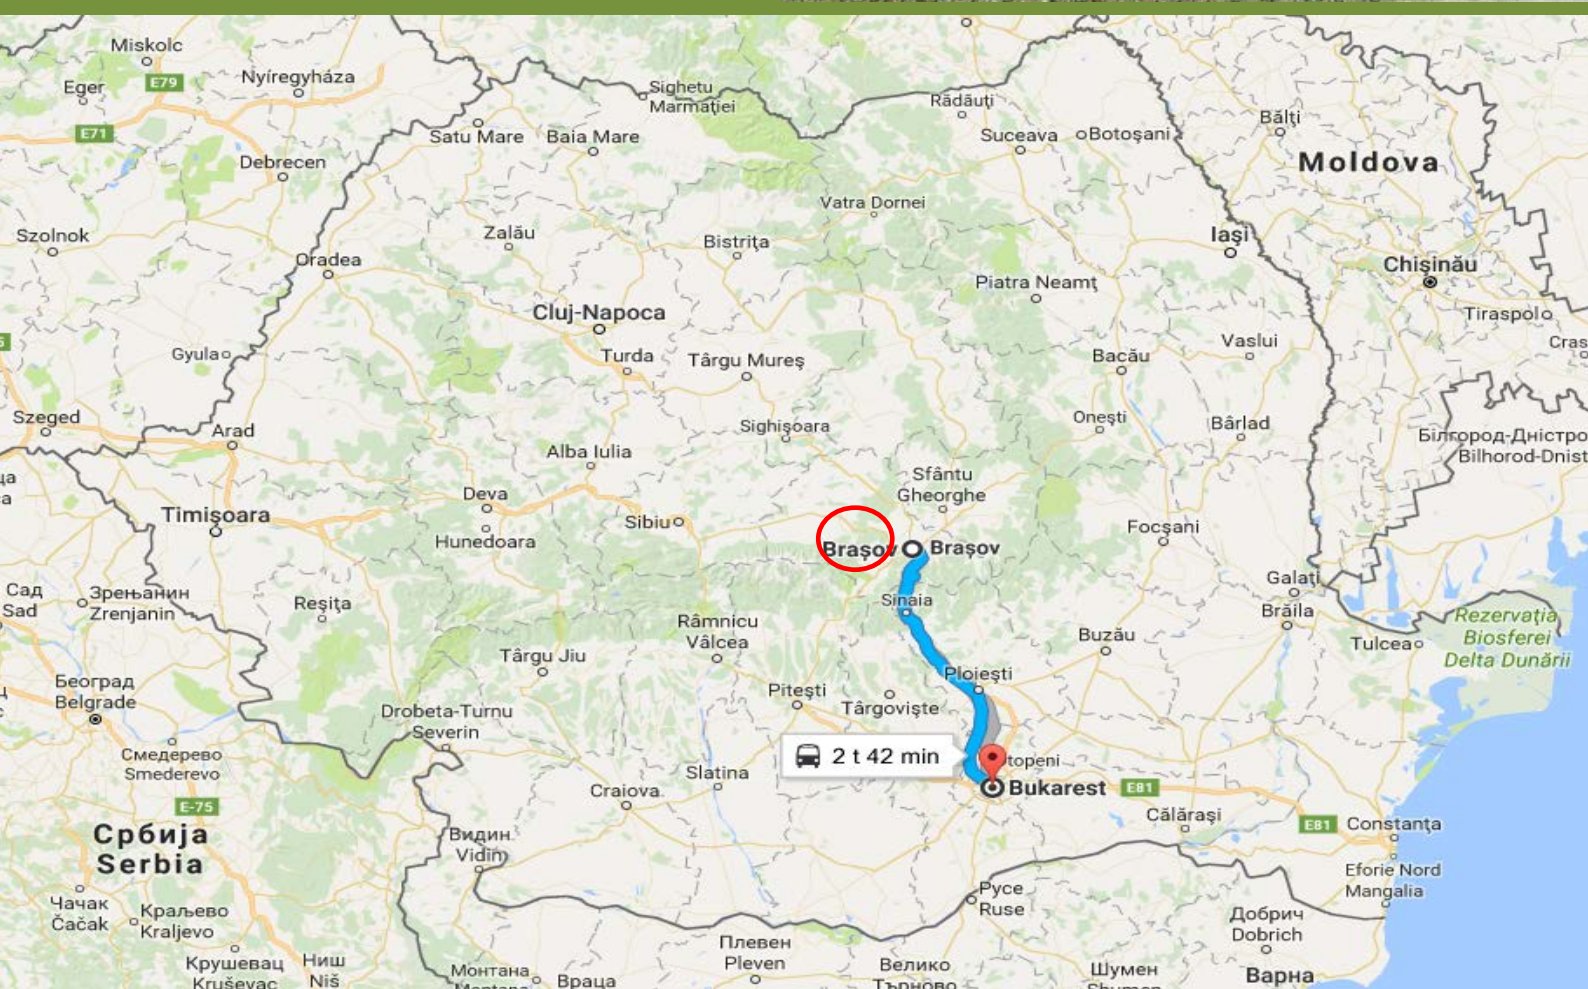 Miskolc
E79
Nyíregyháza
Eger
E71
Debrecen
Satu Mare
Baia Mare
Sighetu
Marmației
Rădăuți
Suceava
Botoșani
Bălți
Moldova
Szolnok
Oradea
Zalău
Bistrița
Vatra Dornei
Piatra Neamț
Iași
Chișinău
Tiraspol
Cluj-Napoca
Gyula
Turda
Târgu Mureș
Bacău
Vaslui
Szeged
Arad
Sighișoara
Onești
Bârlad
Alba Iulia
Sfântu
Gheorghe
Timișoara
Deva
Hunedoara
Sibiu
Brașov
Brașov
Focșani
Сад
Sad
Зрењанин
Zrenjanin
Reșița
Sinaia
Galați
Brăila
Rezervația
Biosferei
Delta Dunării
Tulcea
Râmnicu
Vâlcea
Târgu Jiu
Buzău
Ploiești
Pitești
Târgoviște
Београд
Belgrade
Drobeta-Turnu
Severin
Смедерево
Smederevo
E-75
2 t 42 min
topeni
Bukarest
E81
Slatina
Craiova
Călărași
E81
Constanța
Србија
Serbia
Видин
Vidin
Eforie Nord
Mangalia
Чачак
Čačak
Краљево
Kraljevo
Русе
Ruse
Добрич
Dobrich
Крушевац
Kruševac
Ниш
Niš
Монтана
Враца
Плевен
Pleven
Велико
Търново
Шумен
Варна